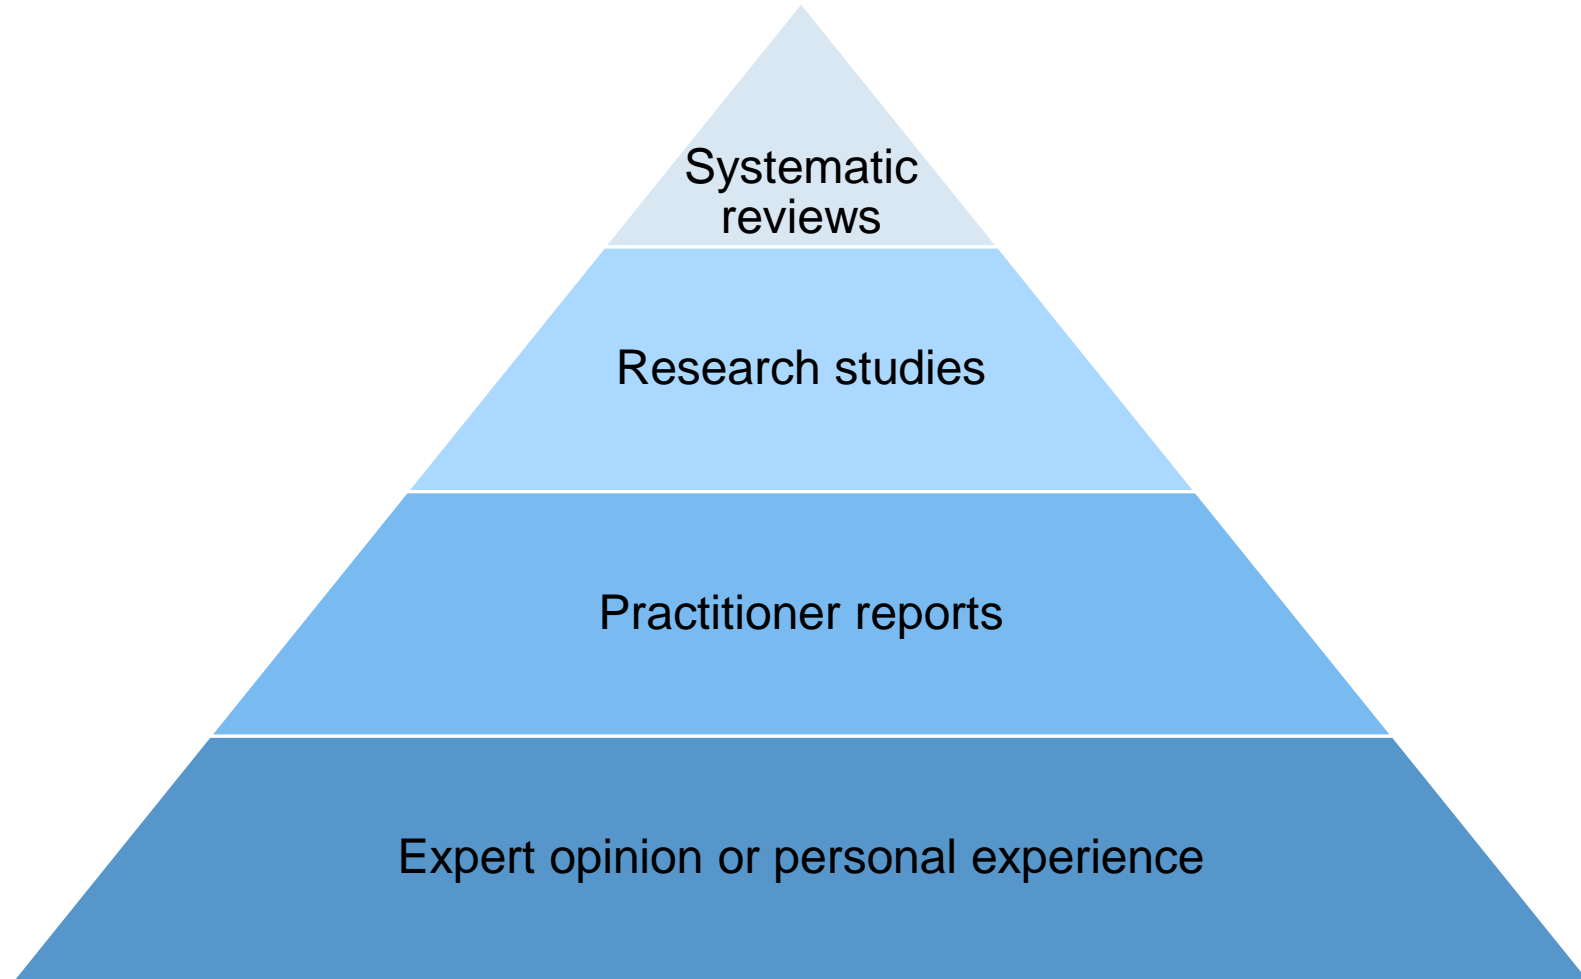 Systematic
reviews
Research studies
Practitioner reports
Expert opinion or personal experience